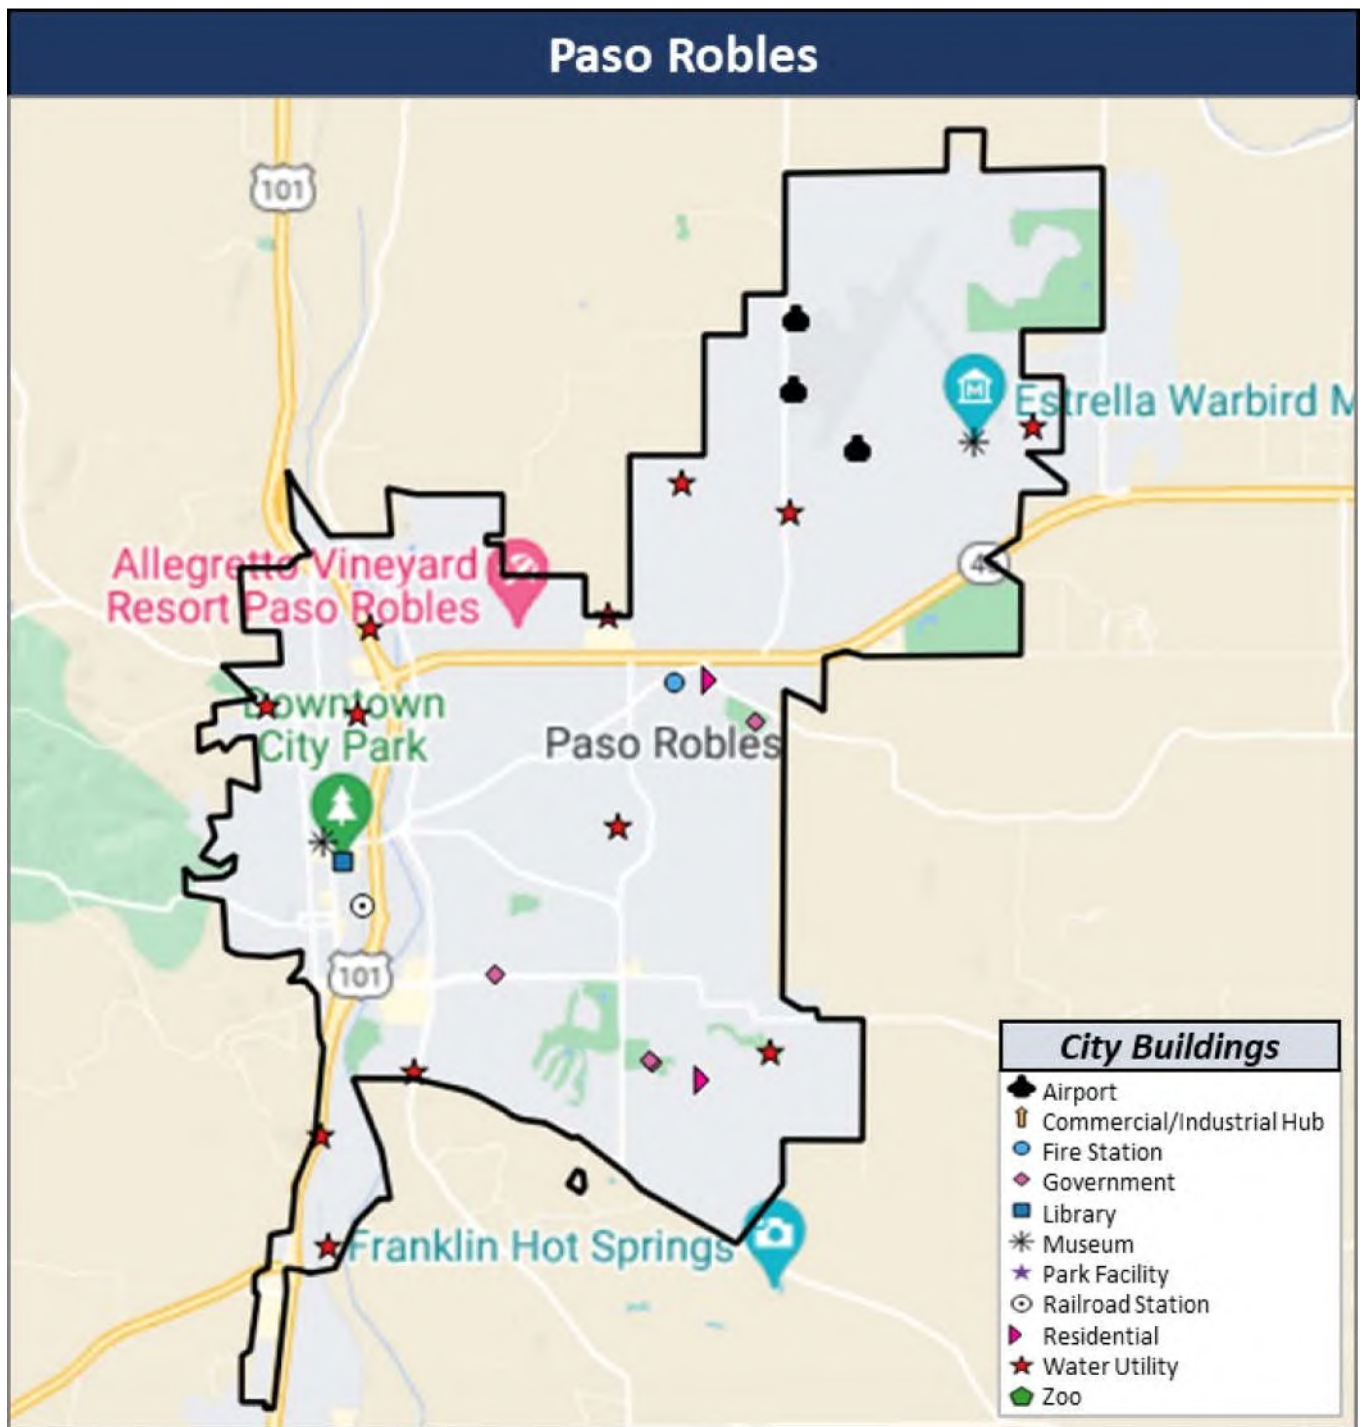 Paso Robles
101
Estrella Warbird M
Allegretto Vineyard
Resort Paso Robles
Downtown
City Park
Paso Robles
101
Franklin Hot Springs
City Buildings
Airport
Commercial/Industrial Hub
Fire Station
Government
Library
Museum
Park Facility
Railroad Station
Residential
Water Utility
Zoo